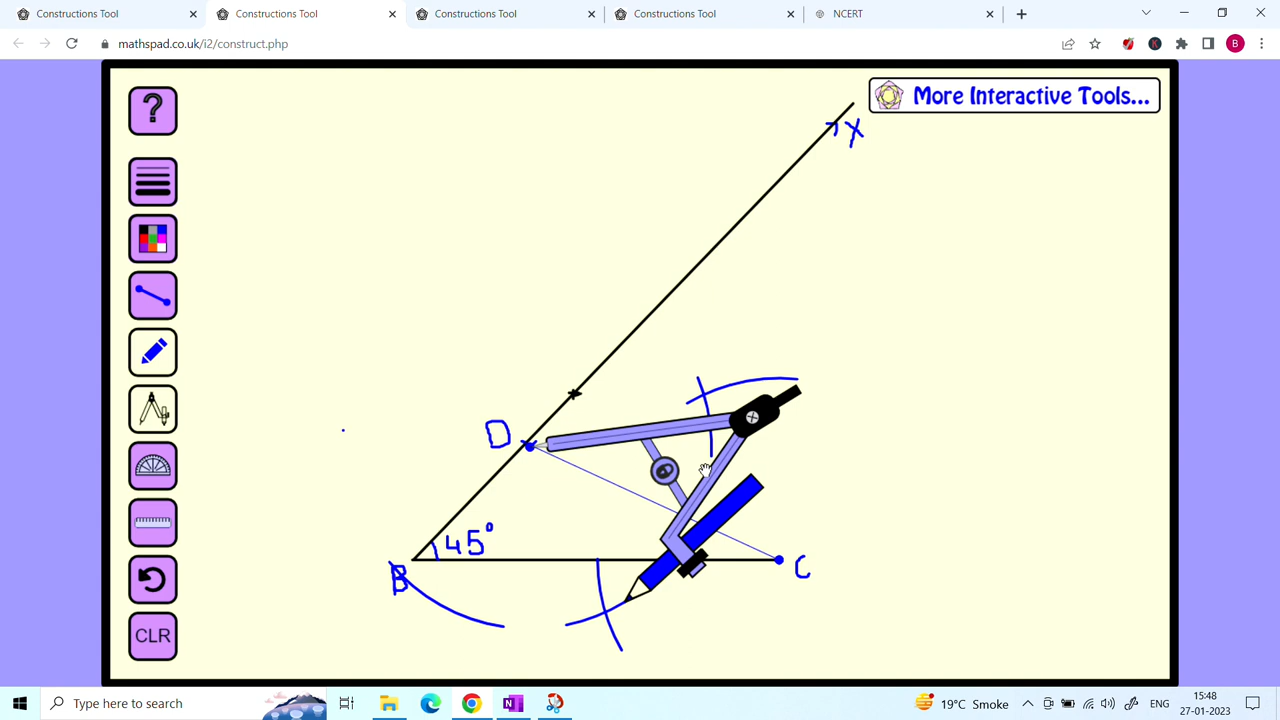 Constructions Tool
Constructions Tool
Constructions Tool
Constructions Tool
NCERT
mathspad.co.uk/i2/construct.php
B
?
More Interactive Tools...
X
D
45°
B
C
CLR
Type here to search
19°C Smoke
ENG
15:48
27-01-2023